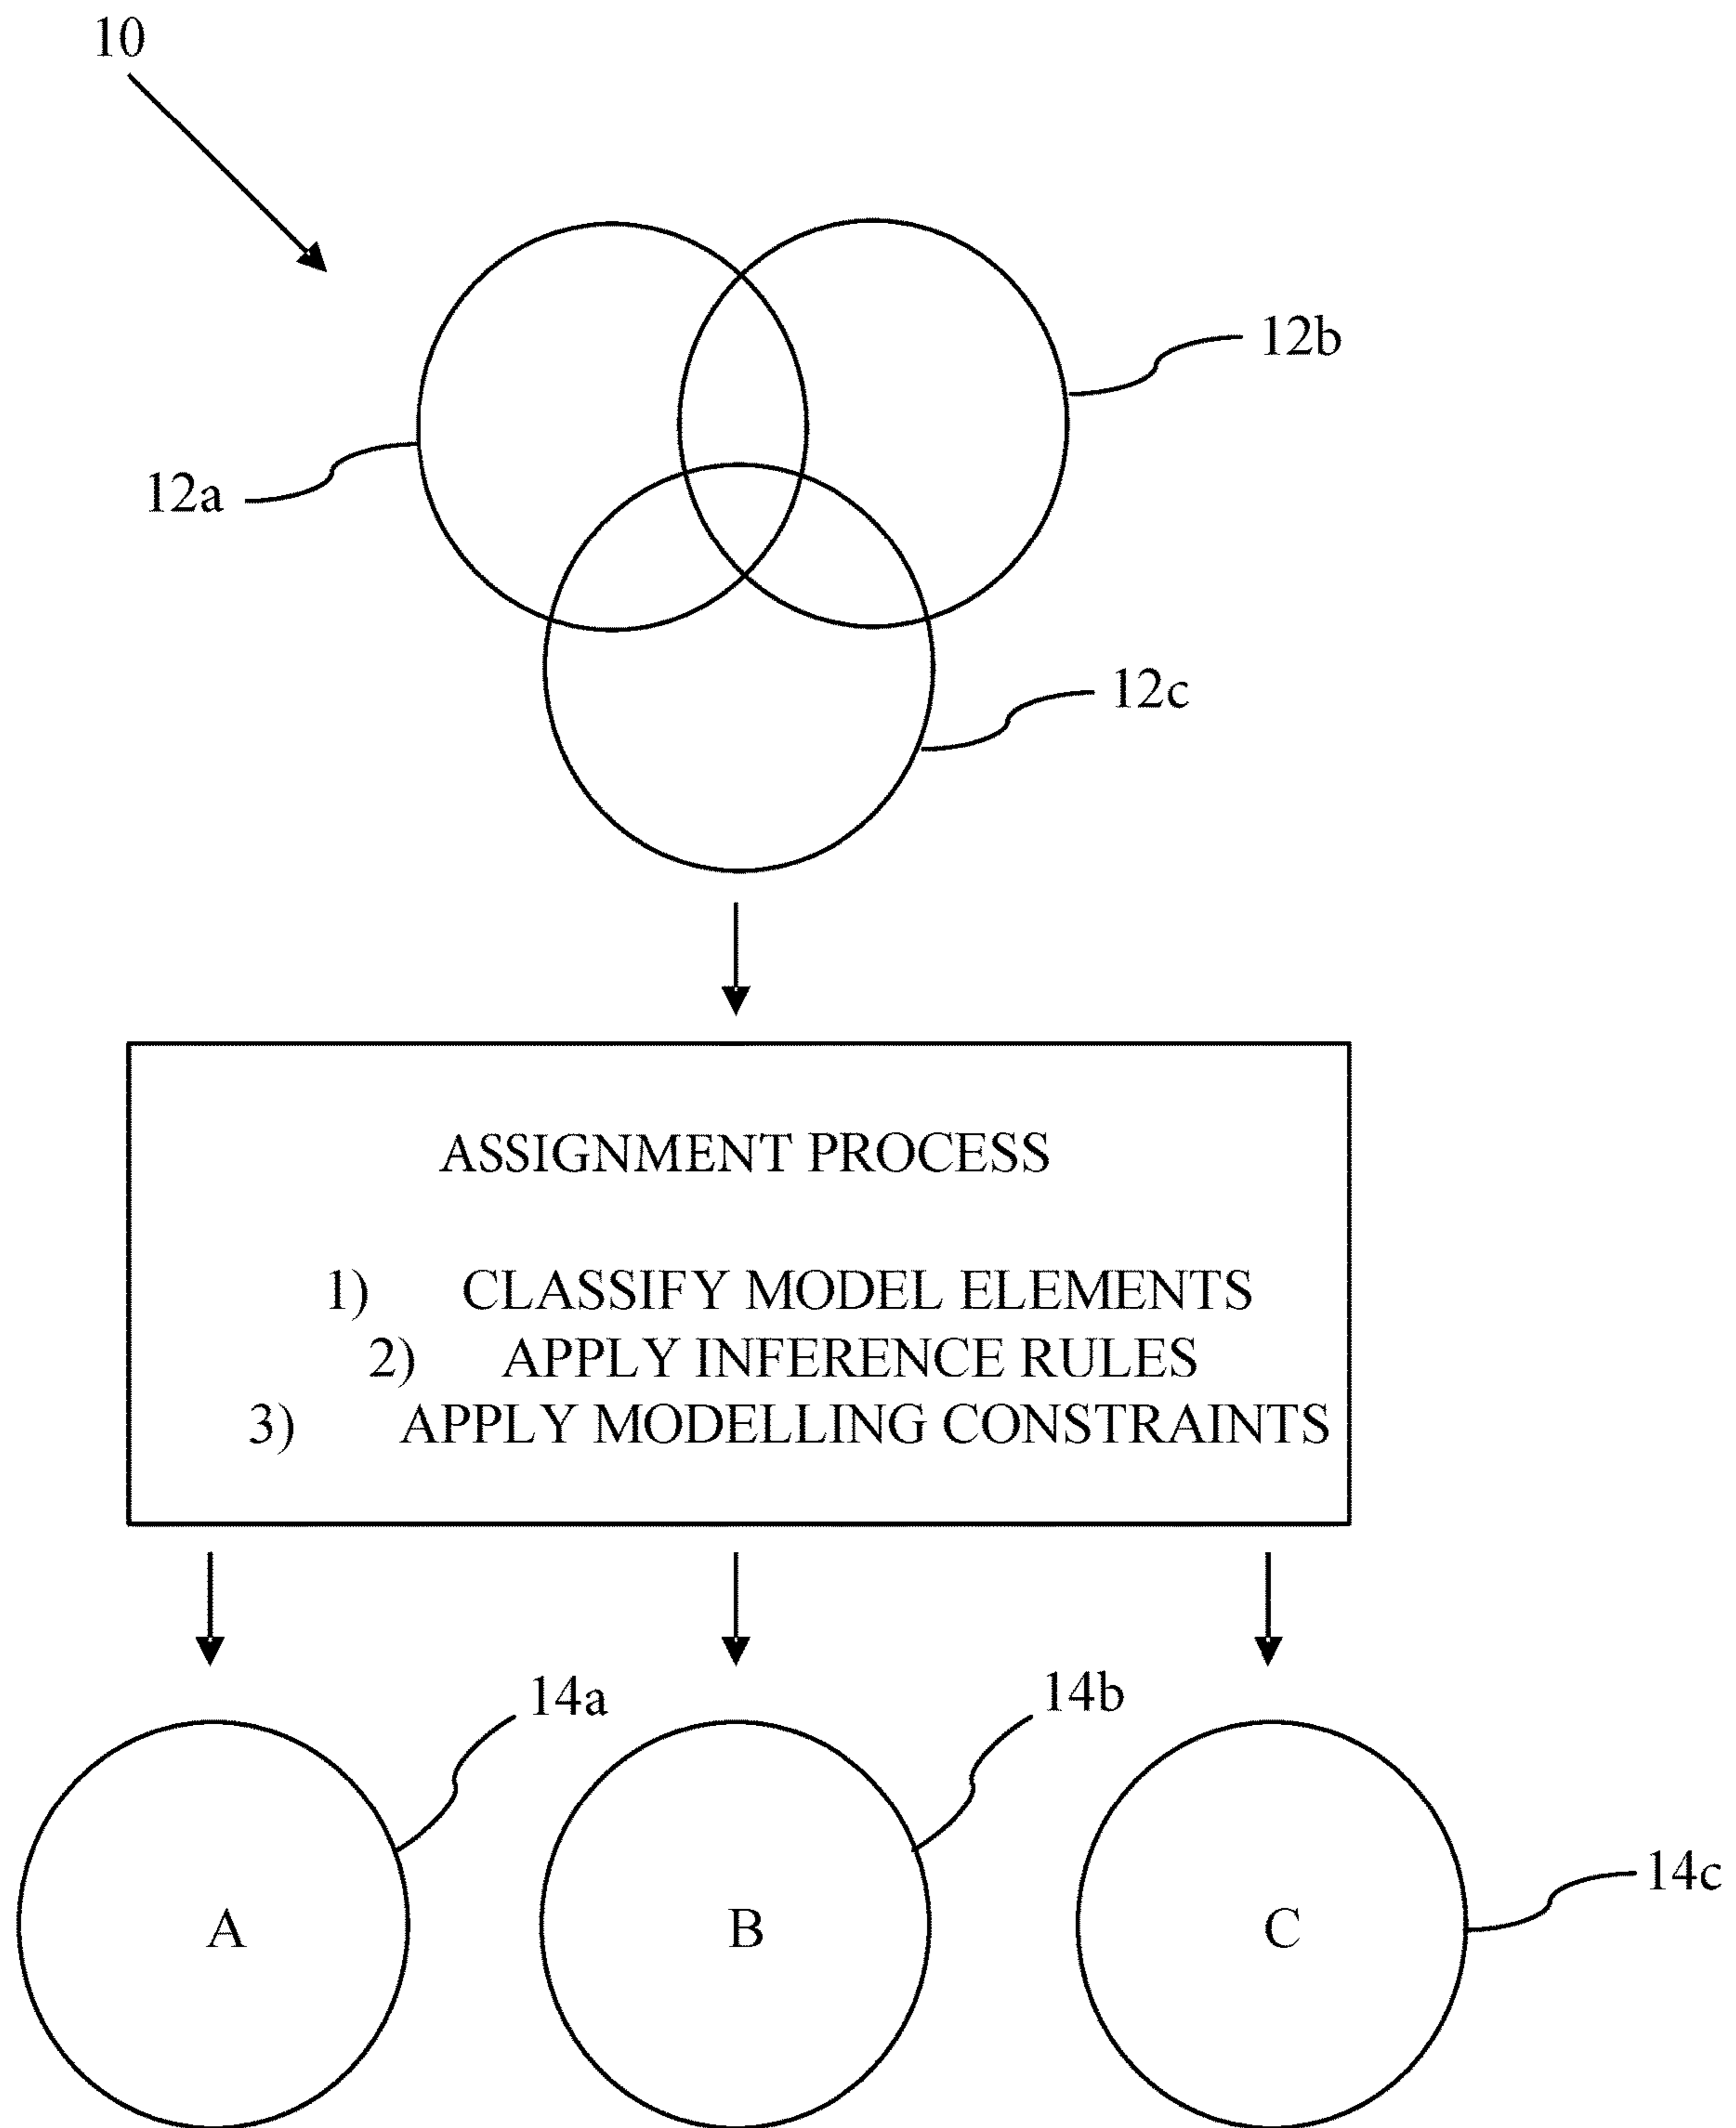 10
12b
12a
12c
ASSIGNMENT PROCESS
1) CLASSIFY MODEL ELEMENTS
2) APPLY INFERENCE RULES
3) APPLY MODELLING CONSTRAINTS
14a
14b
14c
A
B
C